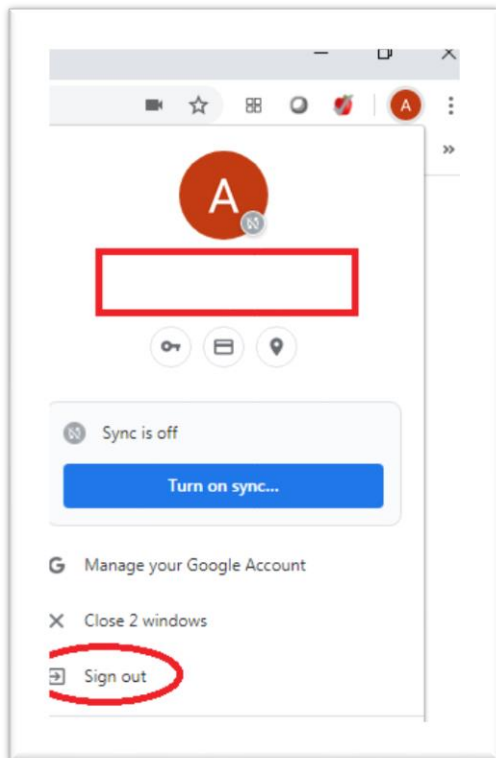 A
»
A
Sync is off
Turn on sync...
G Manage your Google Account
Close 2 windows
Sign out